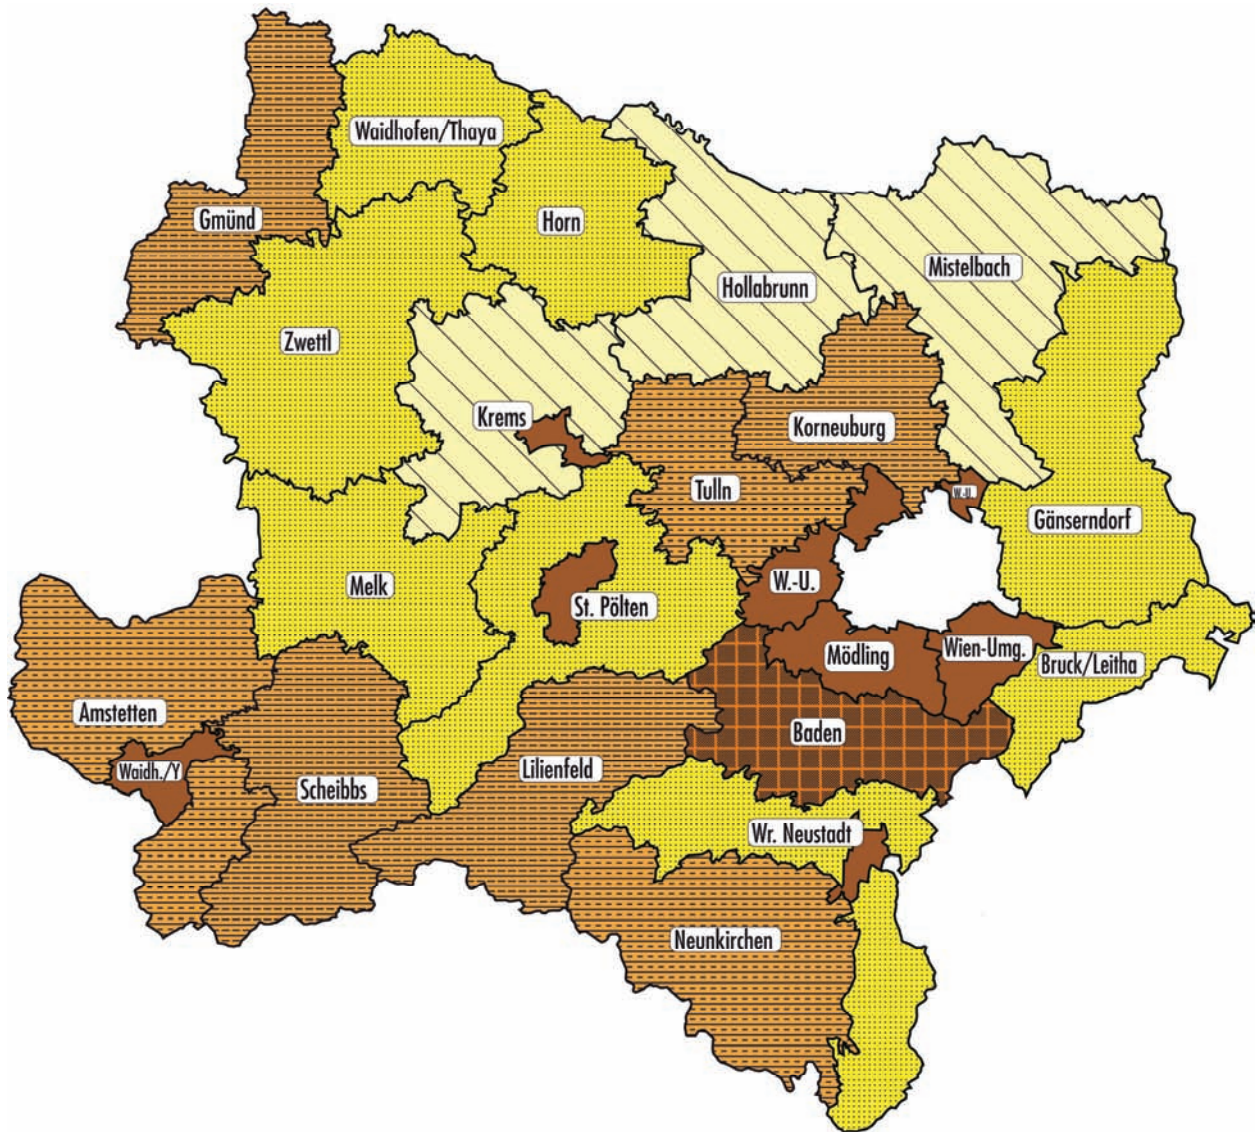 Waidhofen/Thaya
Gmünd
Horn
Mistelbach
Hollabrunn
Zwettl
Krems
Korneuburg
Tulln
W.-U.
Gänserndorf
Melk
W.-U.
St. Pölten
Mödling
Wien-Umg.
Bruck/Leitha
Amstetten
Baden
Waidh./Y
Lilienfeld
Scheibbs
Wr. Neustadt
Neunkirchen